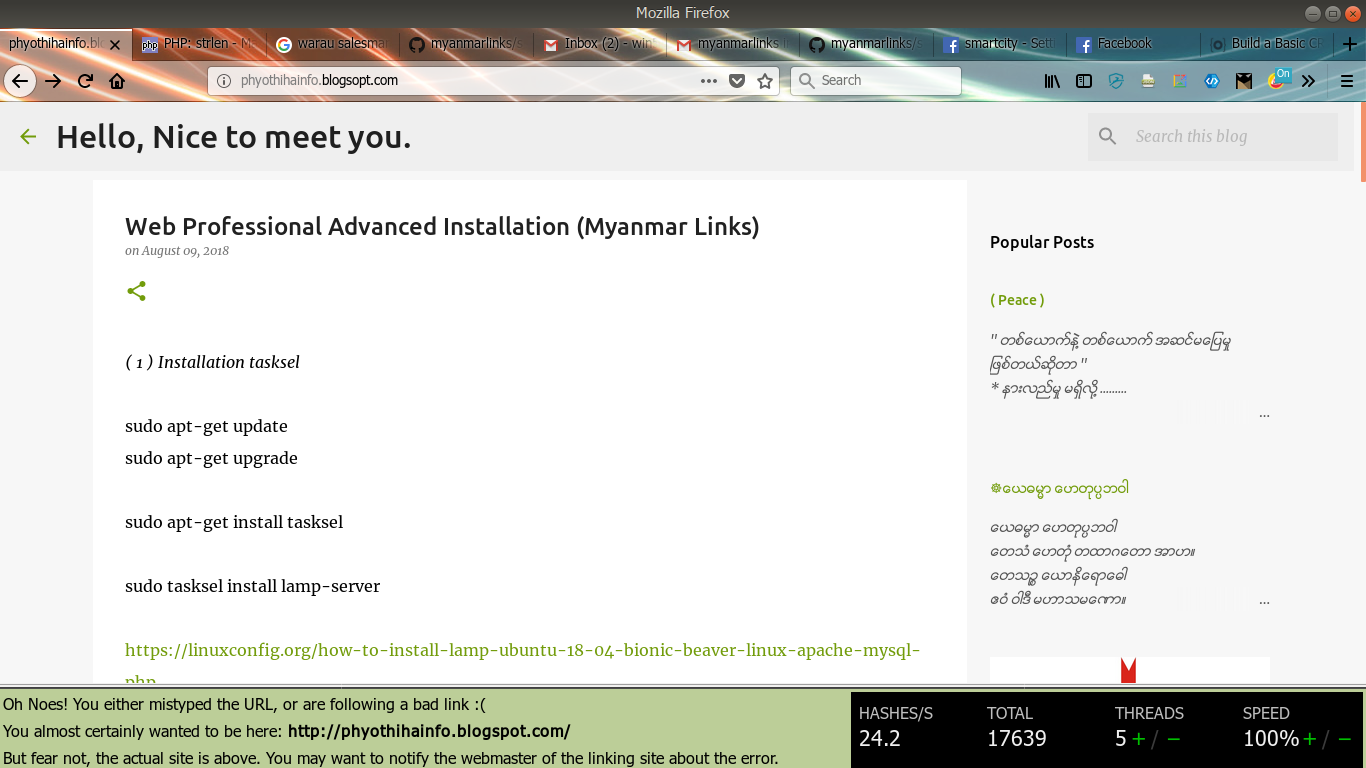 Mozilla Firefox
phyothihainfo.blo
PHP: strlen - Ma
warau salesma
myanmarlinks/s
Inbox (2) - win
myanmarlinks
myanmarlinks/s
smartcity - Sett
Facebook
Build a Basic CR
phyothihainfo.blogsopt.com
Search
On
Hello, Nice to meet you.
Search this blog
Web Professional Advanced Installation (Myanmar Links)
on August 09, 2018
( 1 ) Installation tasksel
sudo apt-get update
sudo apt-get upgrade
sudo apt-get install tasksel
sudo tasksel install lamp-server
https://linuxconfig.org/how-to-install-lamp-ubuntu-18-04-bionic-beaver-linux-apache-mysql-
php
Popular Posts
( Peace )
" တစ်ယောက်နဲ့ တစ်ယောက် အဆင်မပြေမှု
ဖြစ်တယ်ဆိုတာ "
* နားလည်မှု မရှိလို့ .........
...
☸ယေဓမ္မာ ဟေတုပ္ပဘဝါ
ယေဓမ္မာ ဟေတုပ္ပဘဝါ
တေသံ ဟေတုံ တထာဂတော အာဟ။
တေသဉ္စ ယောနိရောဓေါ
ဧဝံ ဝါဒီ မဟာသမဏော။
...
Oh Noes! You either mistyped the URL, or are following a bad link :(
You almost certainly wanted to be here: http://phyothihainfo.blogspot.com/
But fear not, the actual site is above. You may want to notify the webmaster of the linking site about the error.
HASHES/S TOTAL THREADS SPEED
24.2 17639 5 + / − 100% + / −